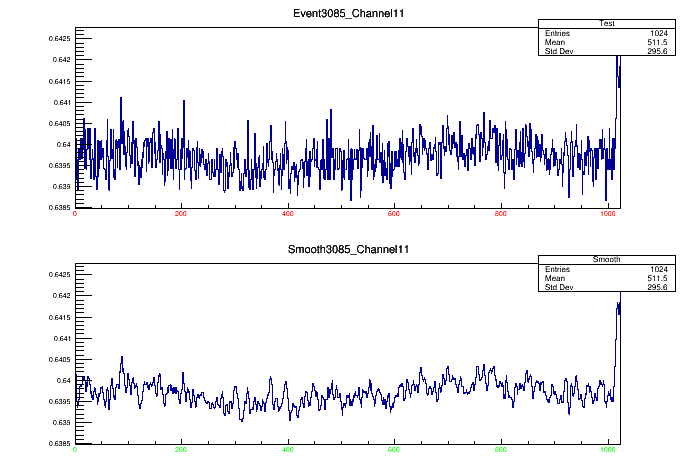 Event3085_Channel11
Test
Entries 1024
Mean 511.5
Std Dev 295.6
0.6425
0.642
0.6415
0.641
0.6405
0.64
0.6395
0.639
0.6385
0 200 400 600 800 1000
Smooth3085_Channel11
Smooth
Entries 1024
Mean 511.5
Std Dev 295.6
0.6425
0.642
0.6415
0.641
0.6405
0.64
0.6395
0.639
0.6385
0 200 400 600 800 1000